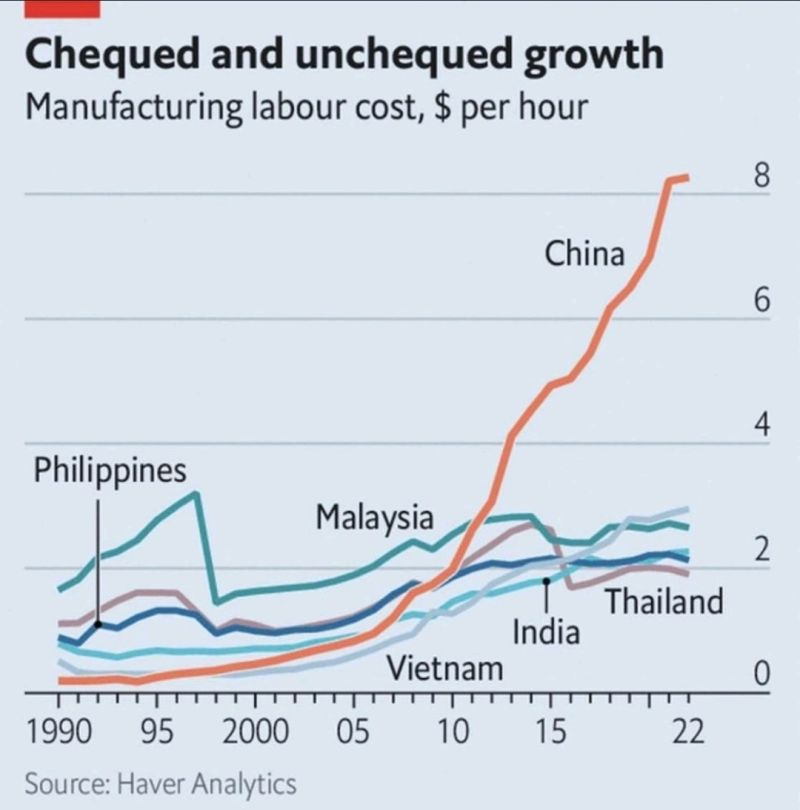 Chequed and unchequed growth
Manufacturing labour cost, $ per hour
8
China
6
4
Philippines
Malaysia
2
Thailand
India
Vietnam
0
1990 95 2000 05 10 15 22
Source: Haver Analytics